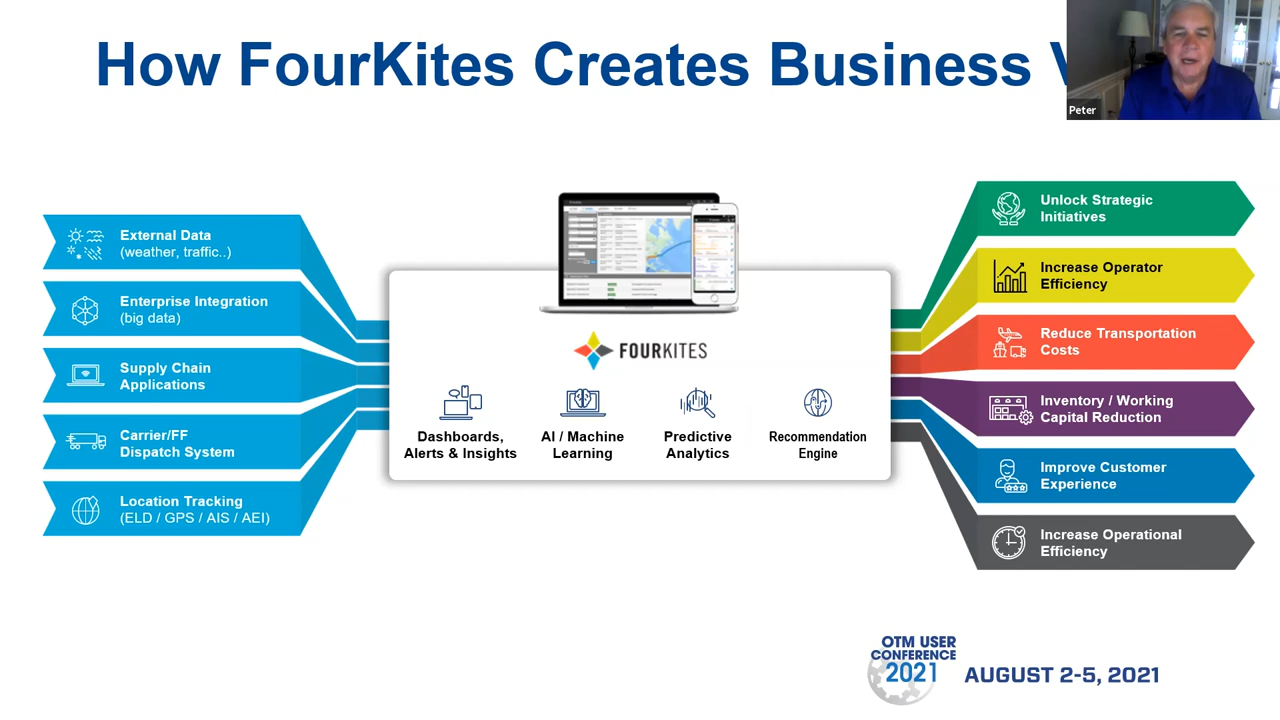 How FourKites Creates Business
Peter
External Data
(weather, traffic..)
Enterprise Integration
(big data)
Supply Chain
Applications
Carrier/FF
Dispatch System
Location Tracking
(ELD / GPS / AIS / AEI)
FOURKITES
Dashboards,
Alerts & Insights
AI / Machine
Learning
Predictive
Analytics
Recommendation
Engine
Unlock Strategic
Initiatives
Increase Operator
Efficiency
Reduce Transportation
Costs
Inventory / Working
Capital Reduction
Improve Customer
Experience
Increase Operational
Efficiency
OTM USER
CONFERENCE
2021
AUGUST 2-5, 2021